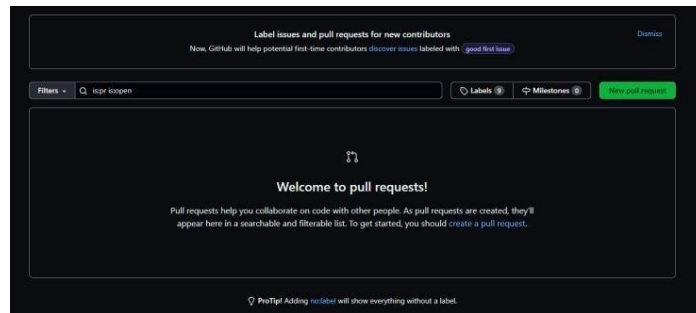 Label issues and pull requests for new contributors
Dismiss
Now, GitHub will help potential first-time contributors discover issues labeled with good first issue
Filters
is:pr is:open
Labels 9
Milestones 0
New pull request
Welcome to pull requests!
Pull requests help you collaborate on code with other people. As pull requests are created, they'll
appear here in a searchable and filterable list. To get started, you should create a pull request.
ProTip! Adding no:label will show everything without a label.